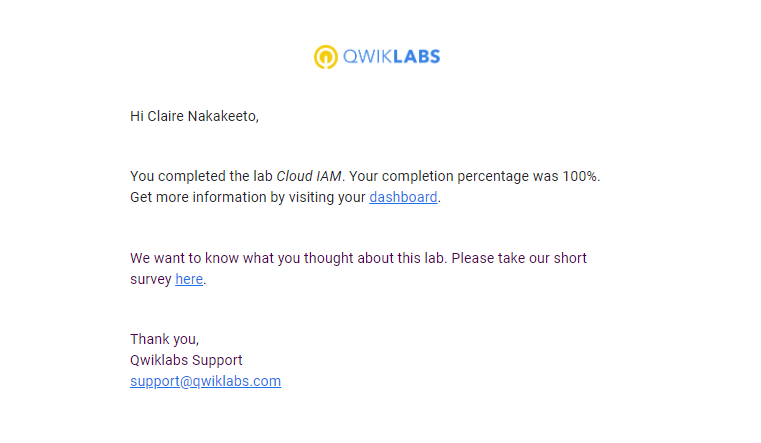 QWIKLABS
Hi Claire Nakakeeto,
You completed the lab Cloud IAM. Your completion percentage was 100%.
Get more information by visiting your dashboard.
We want to know what you thought about this lab. Please take our short
survey here.
Thank you,
Qwiklabs Support
support@qwiklabs.com